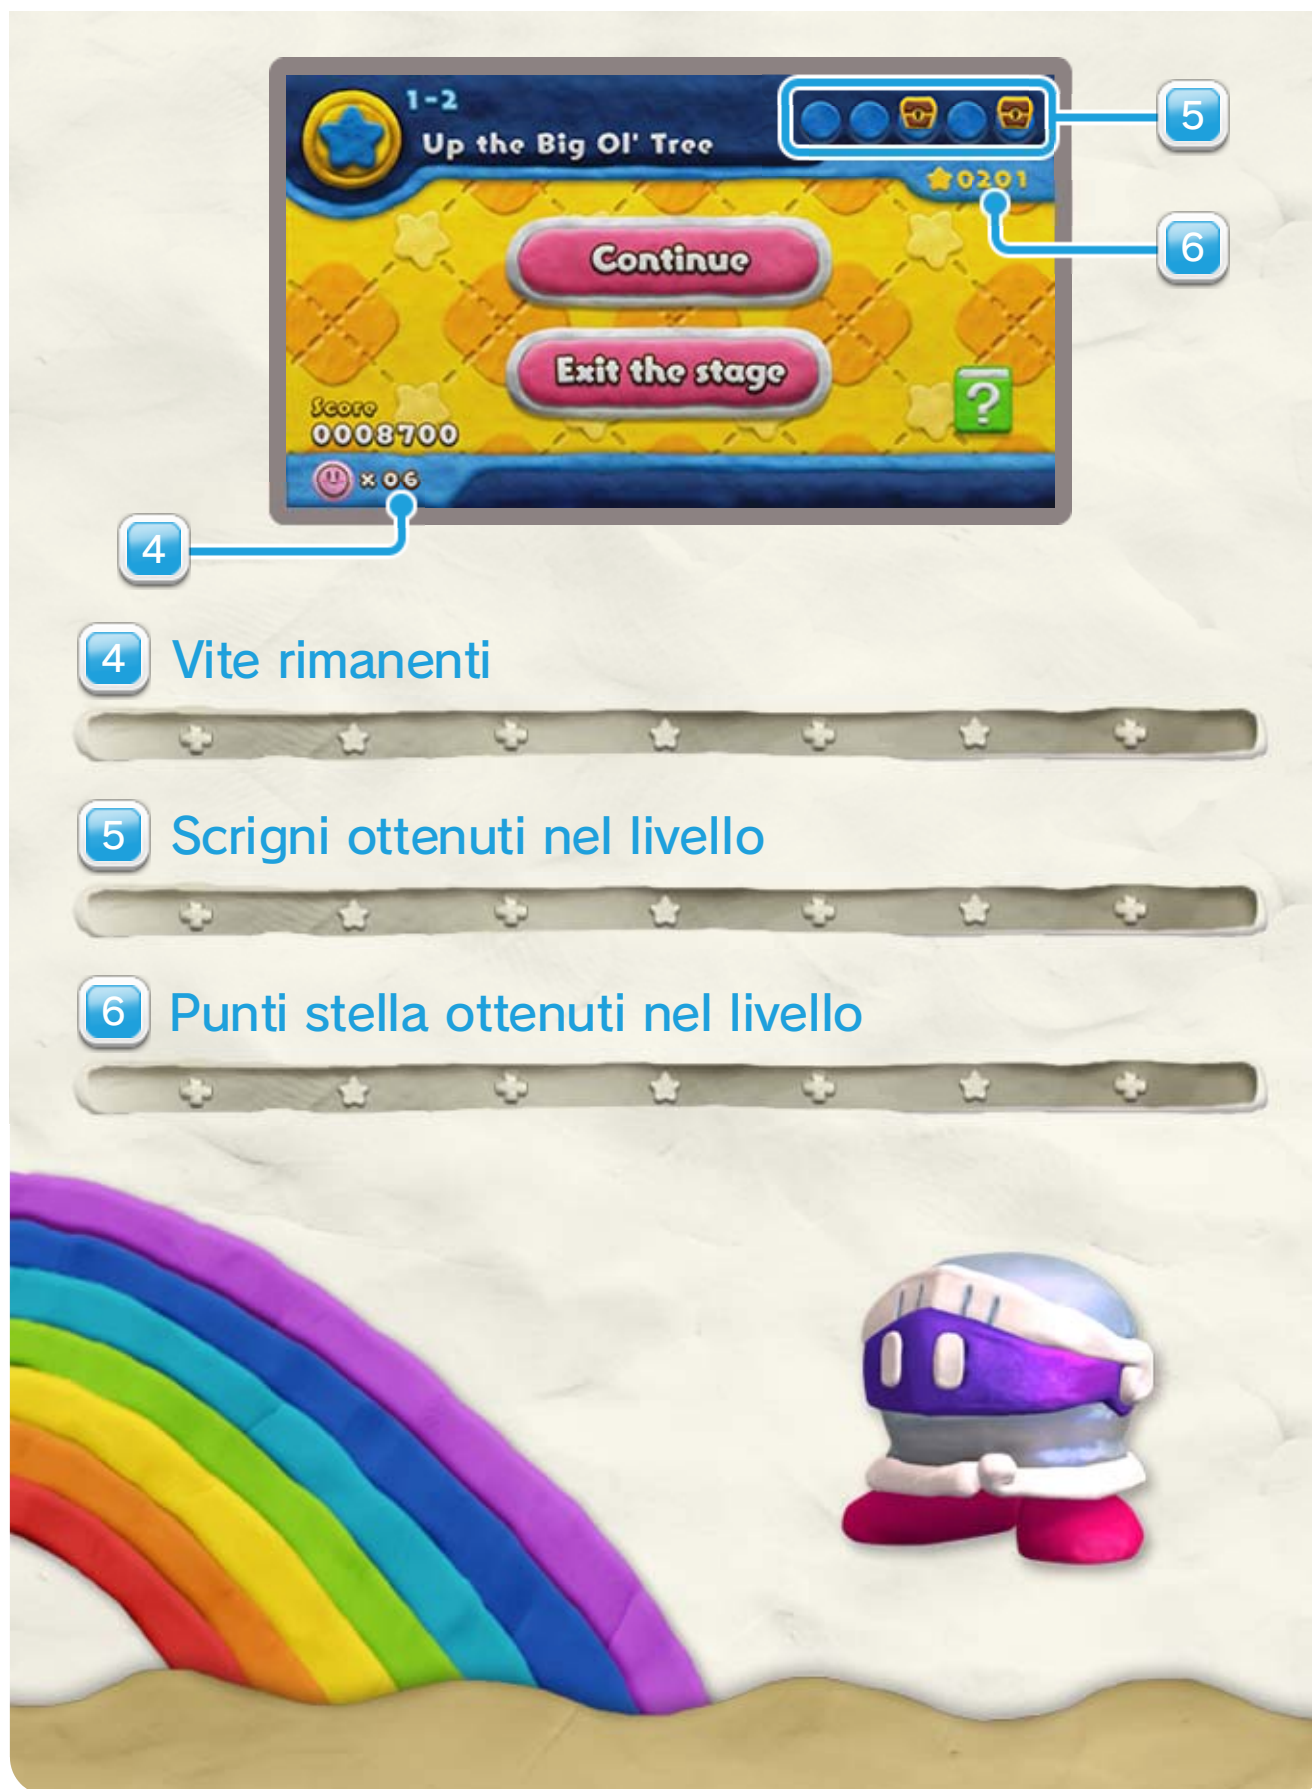 1-2
Up the Big Ol' Tree
5
0201
6
Continue
Exit the stage
?
Score
0008700
× 06
4
4 Vite rimanenti
5 Scrigni ottenuti nel livello
6 Punti stella ottenuti nel livello